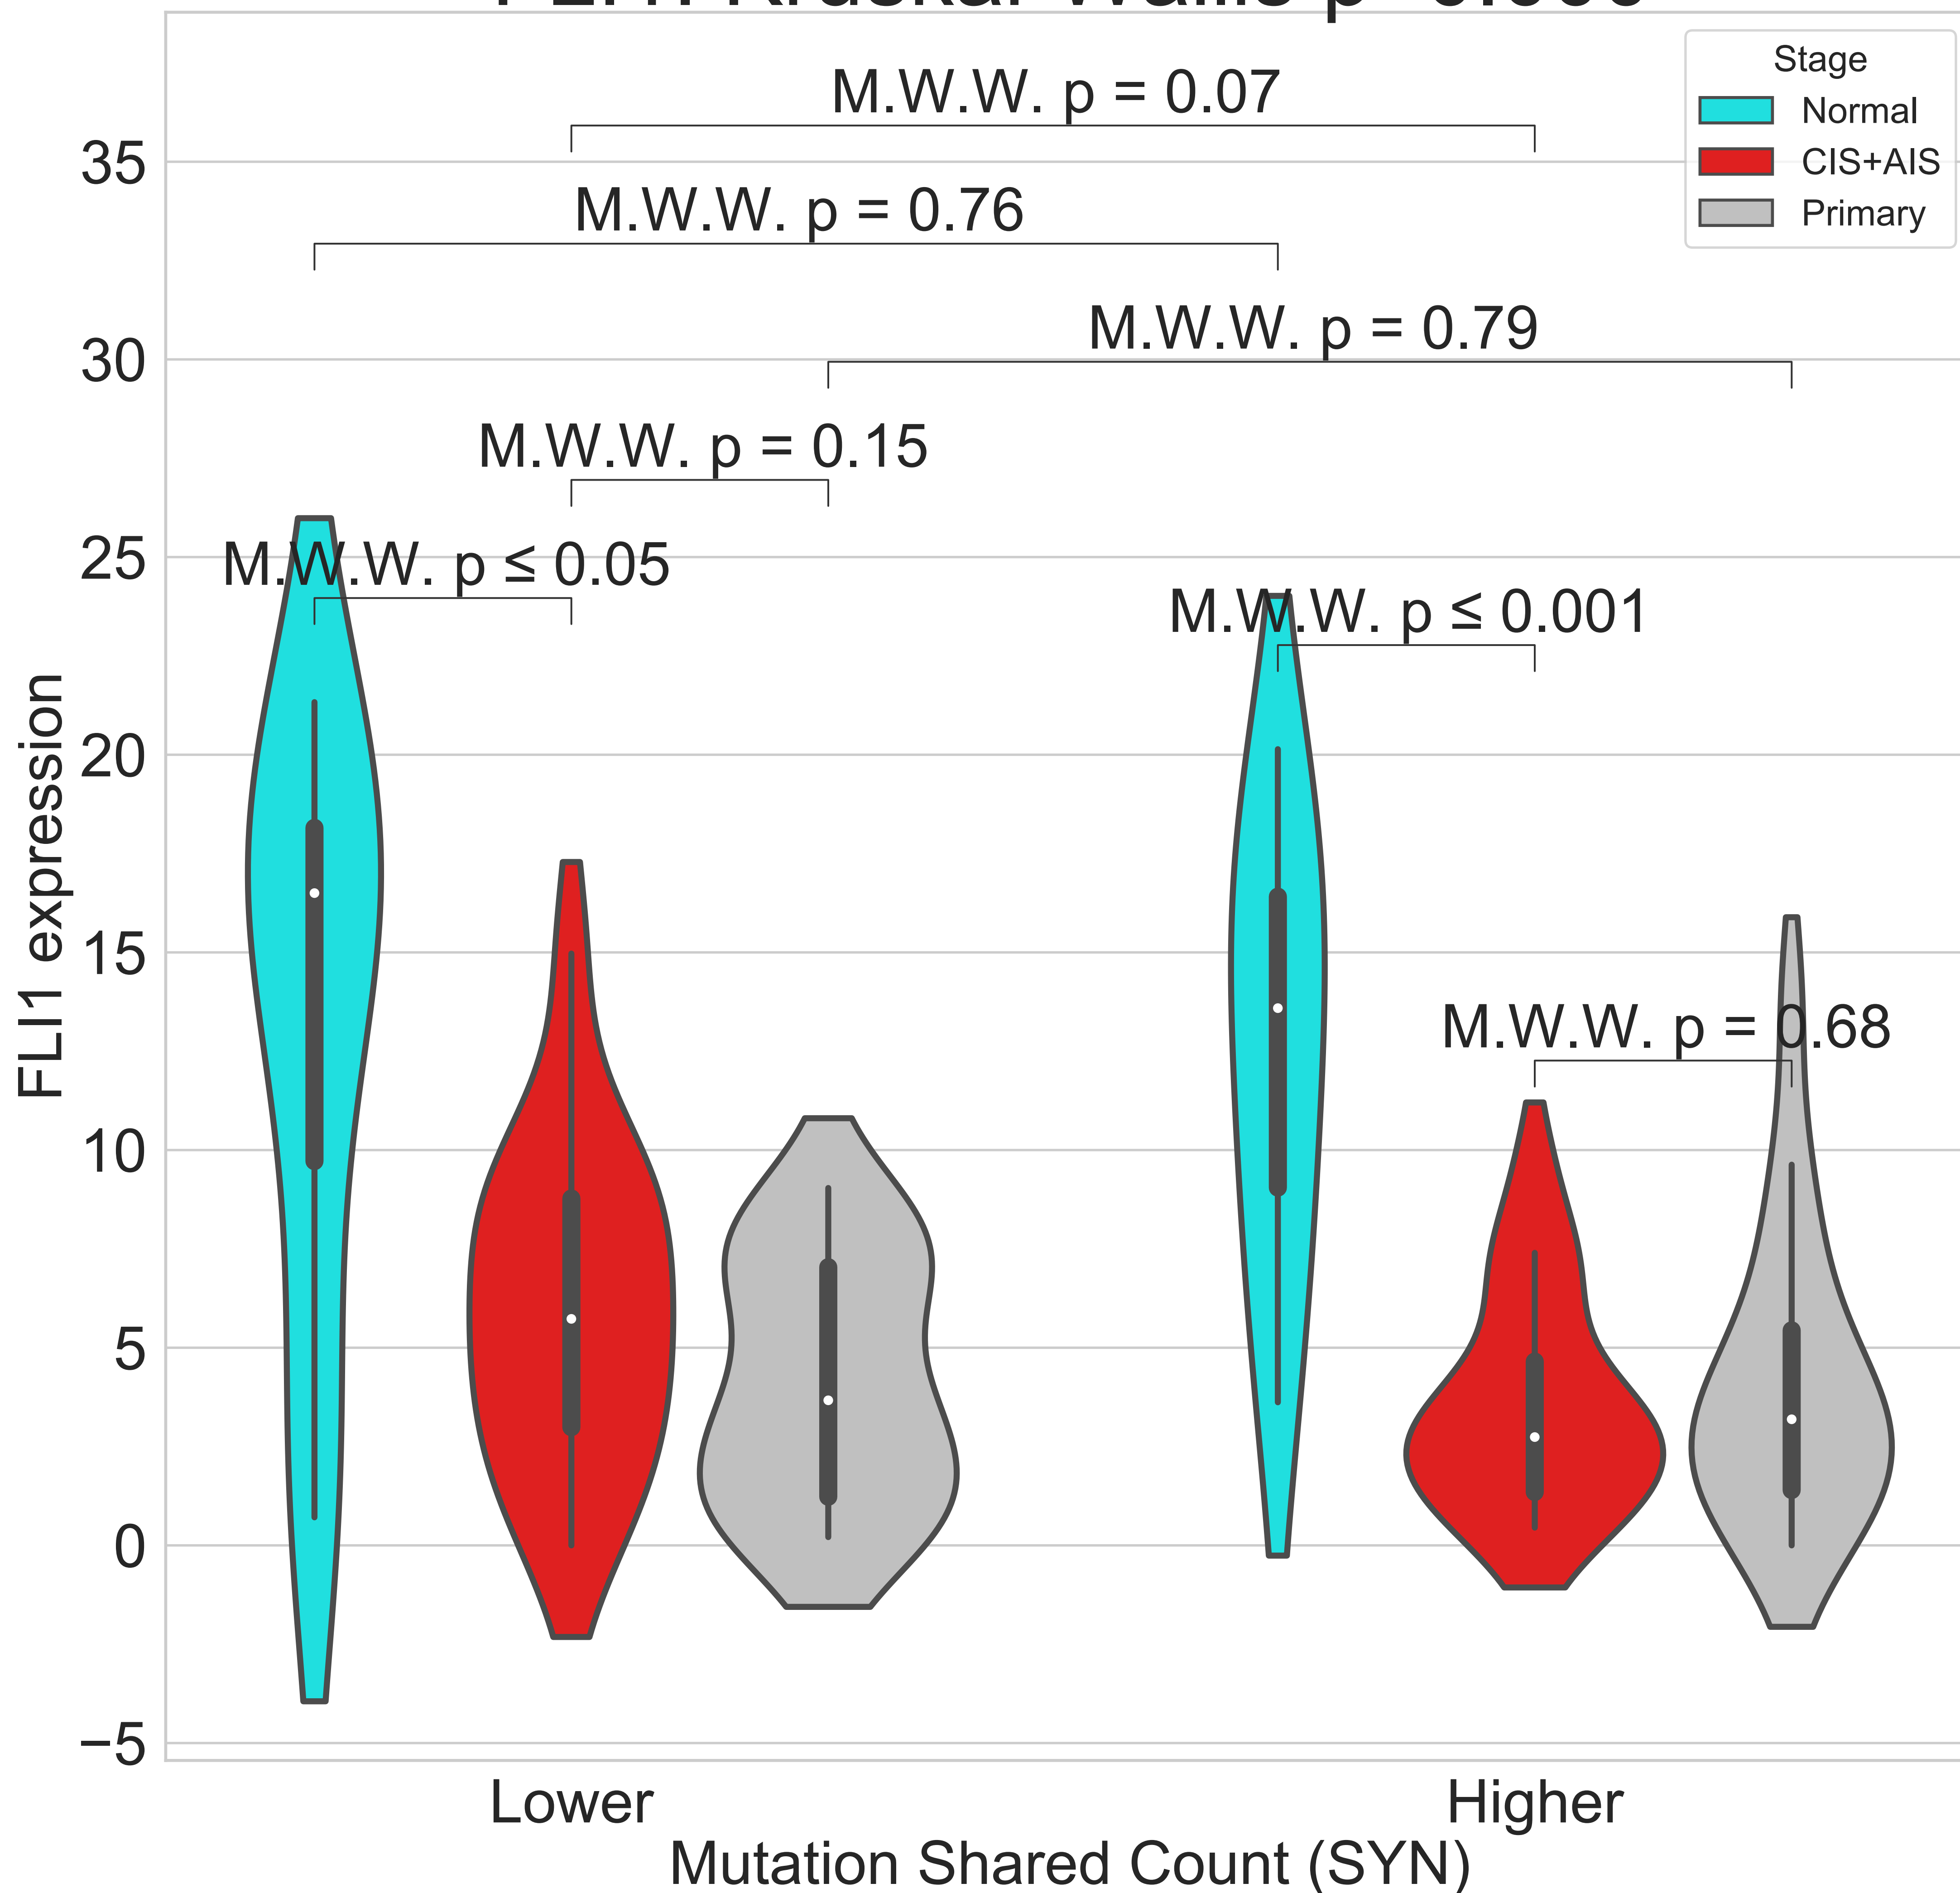 M.W.W. p = 0.07
Stage
Normal
CIS+AIS
Primary
M.W.W. p = 0.76
M.W.W. p = 0.79
M.W.W. p = 0.15
M.W.W. p ≤ 0.05
M.W.W. p ≤ 0.001
M.W.W. p = 0.68
35
30
25
20
15
10
5
0
−5
FLI1 expression
Lower
Higher
Mutation Shared Count (SYN)